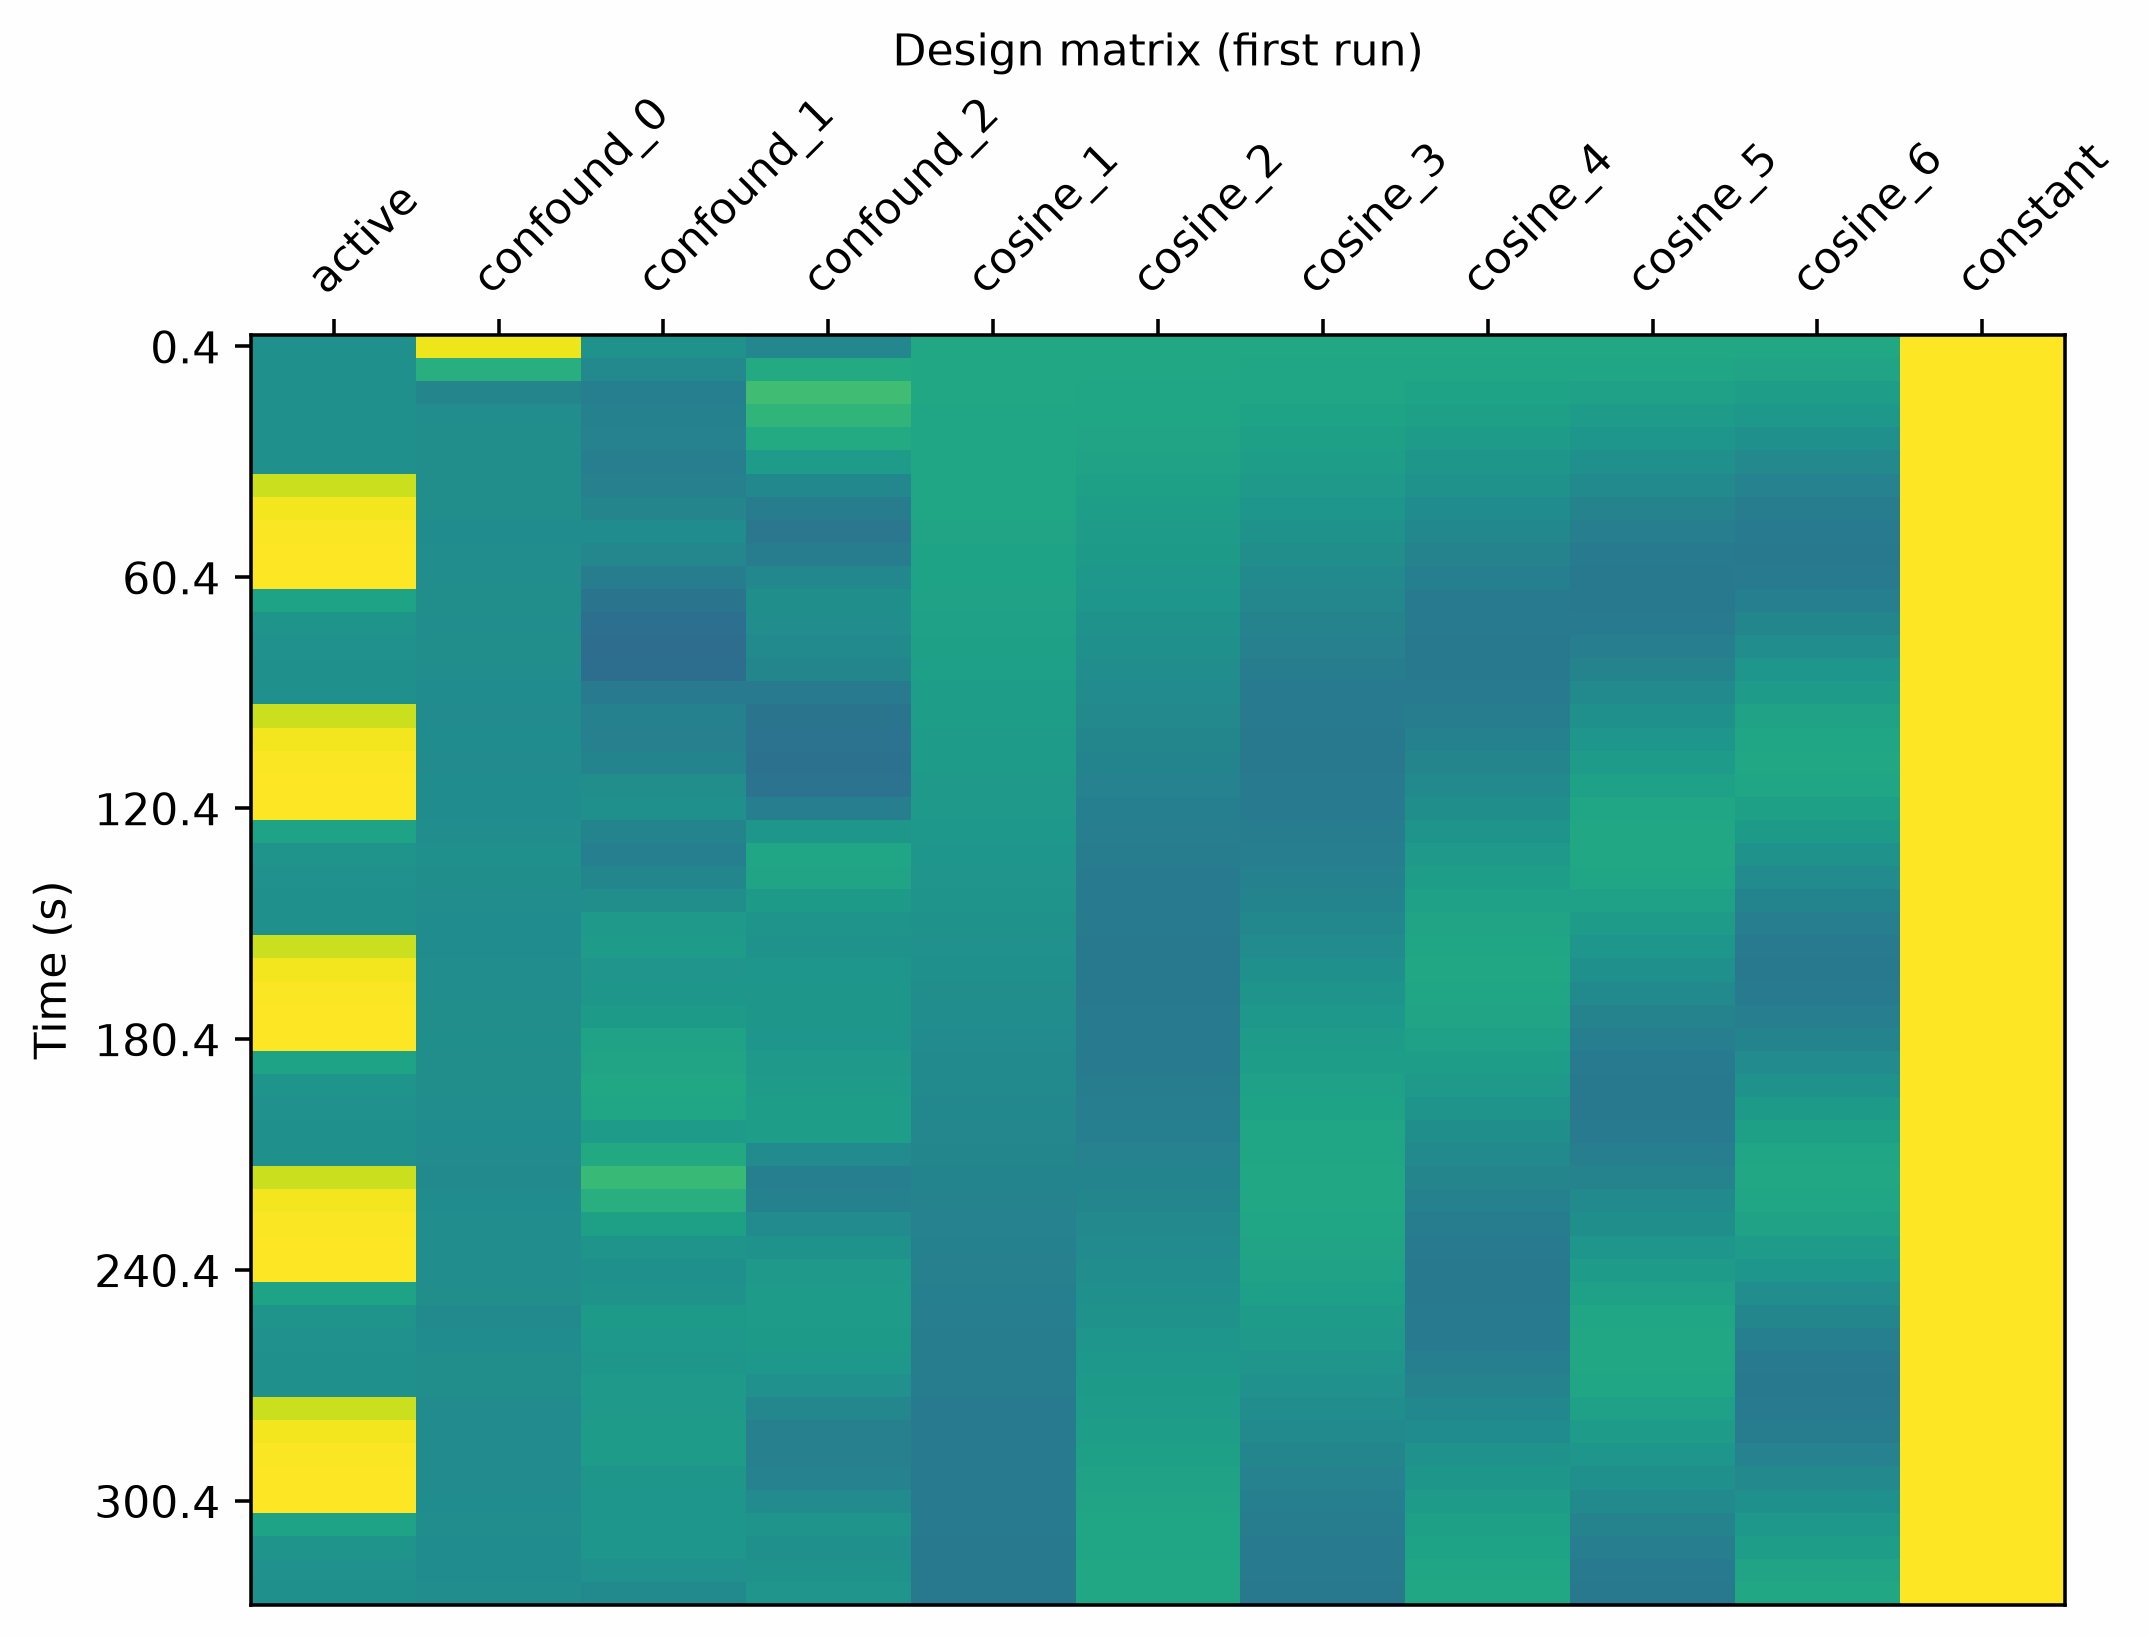 Design matrix (first run)
active
confound_0
confound_1
confound_2
cosine_1
cosine_2
cosine_3
cosine_4
cosine_5
cosine_6
constant
0.4
60.4
120.4
180.4
240.4
300.4
Time (s)